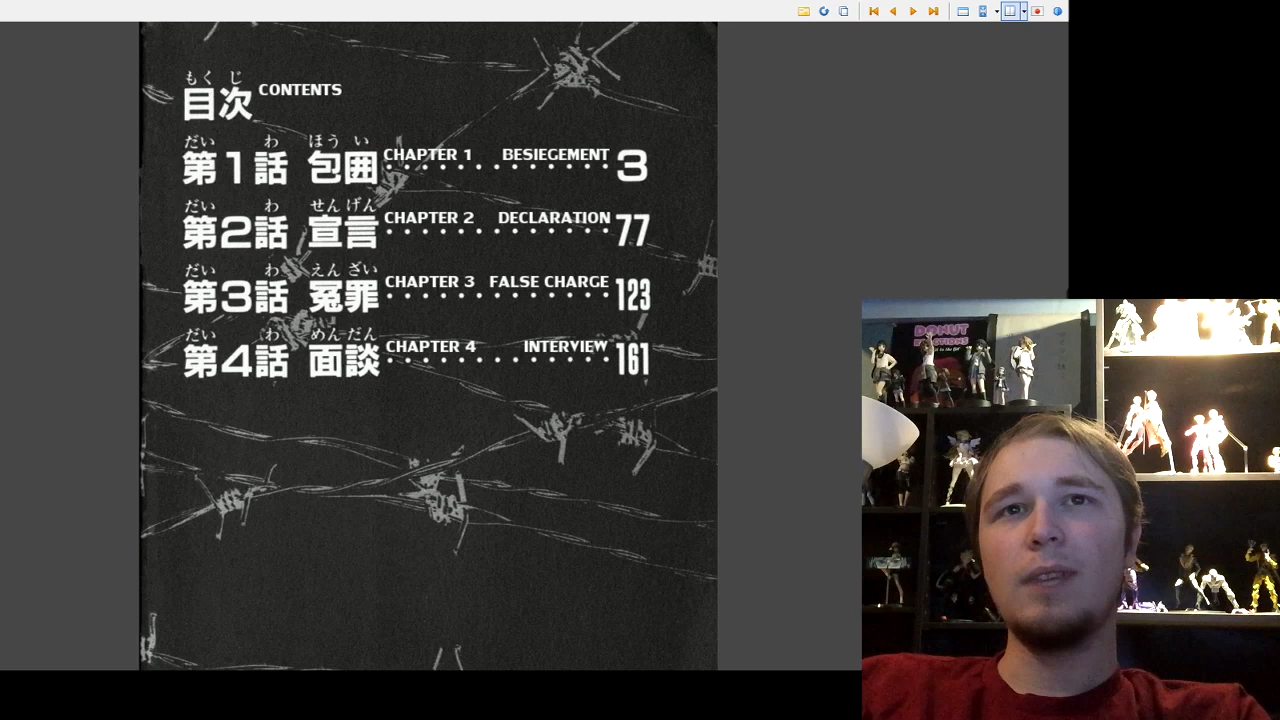 もくじ
目次 CONTENTS
だい わ ほうい
第1話 包囲 CHAPTER 1 BESIEGEMENT 3
だい わ せんげん
第2話 宣言 CHAPTER 2 DECLARATION 77
だい わ えんざい
第3話 冤罪 CHAPTER 3 FALSE CHARGE 123
だい わ めんだん
第4話 面談 CHAPTER 4 INTERVIEW 161
DONUT